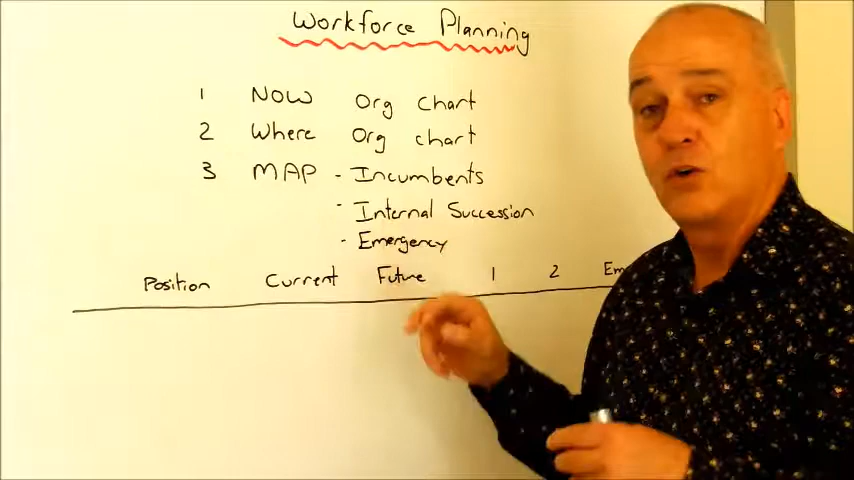 Workforce Planning
1 NOW Org chart
2 Where Org chart
3 MAP - Incumbents
- Internal Succession
- Emergency
Position Current Future 1 2